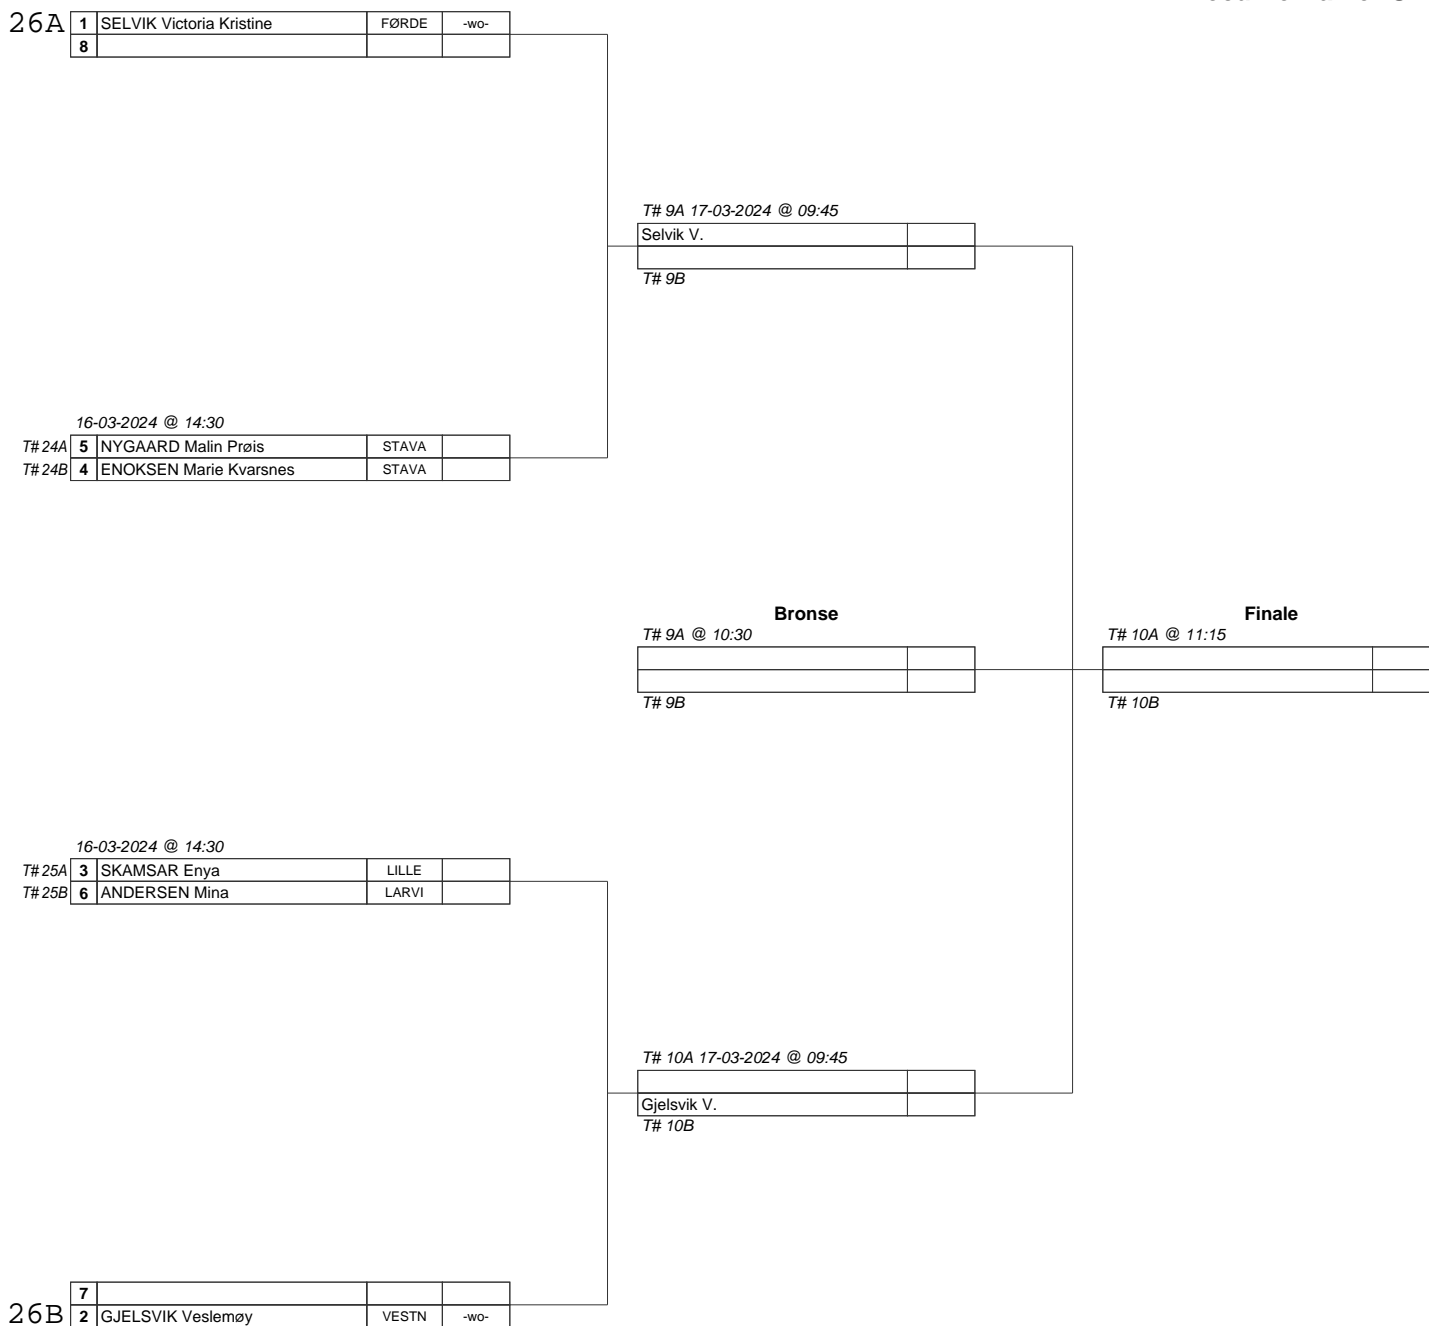 26A 1 SELVIK Victoria Kristine FØRDE -wo-
8
T# 9A 17-03-2024 @ 09:45
Selvik V.
T# 9B
16-03-2024 @ 14:30
T# 24A 5 NYGAARD Malin Prøis STAVA
T# 24B 4 ENOKSEN Marie Kvarsnes STAVA
Bronse
T# 9A @ 10:30
T# 9B
Finale
T# 10A @ 11:15
T# 10B
16-03-2024 @ 14:30
T# 25A 3 SKAMSAR Enya LILLE
T# 25B 6 ANDERSEN Mina LARVI
T# 10A 17-03-2024 @ 09:45
Gjelsvik V.
T# 10B
7
26B 2 GJELSVIK Veslemøy VESTN -wo-